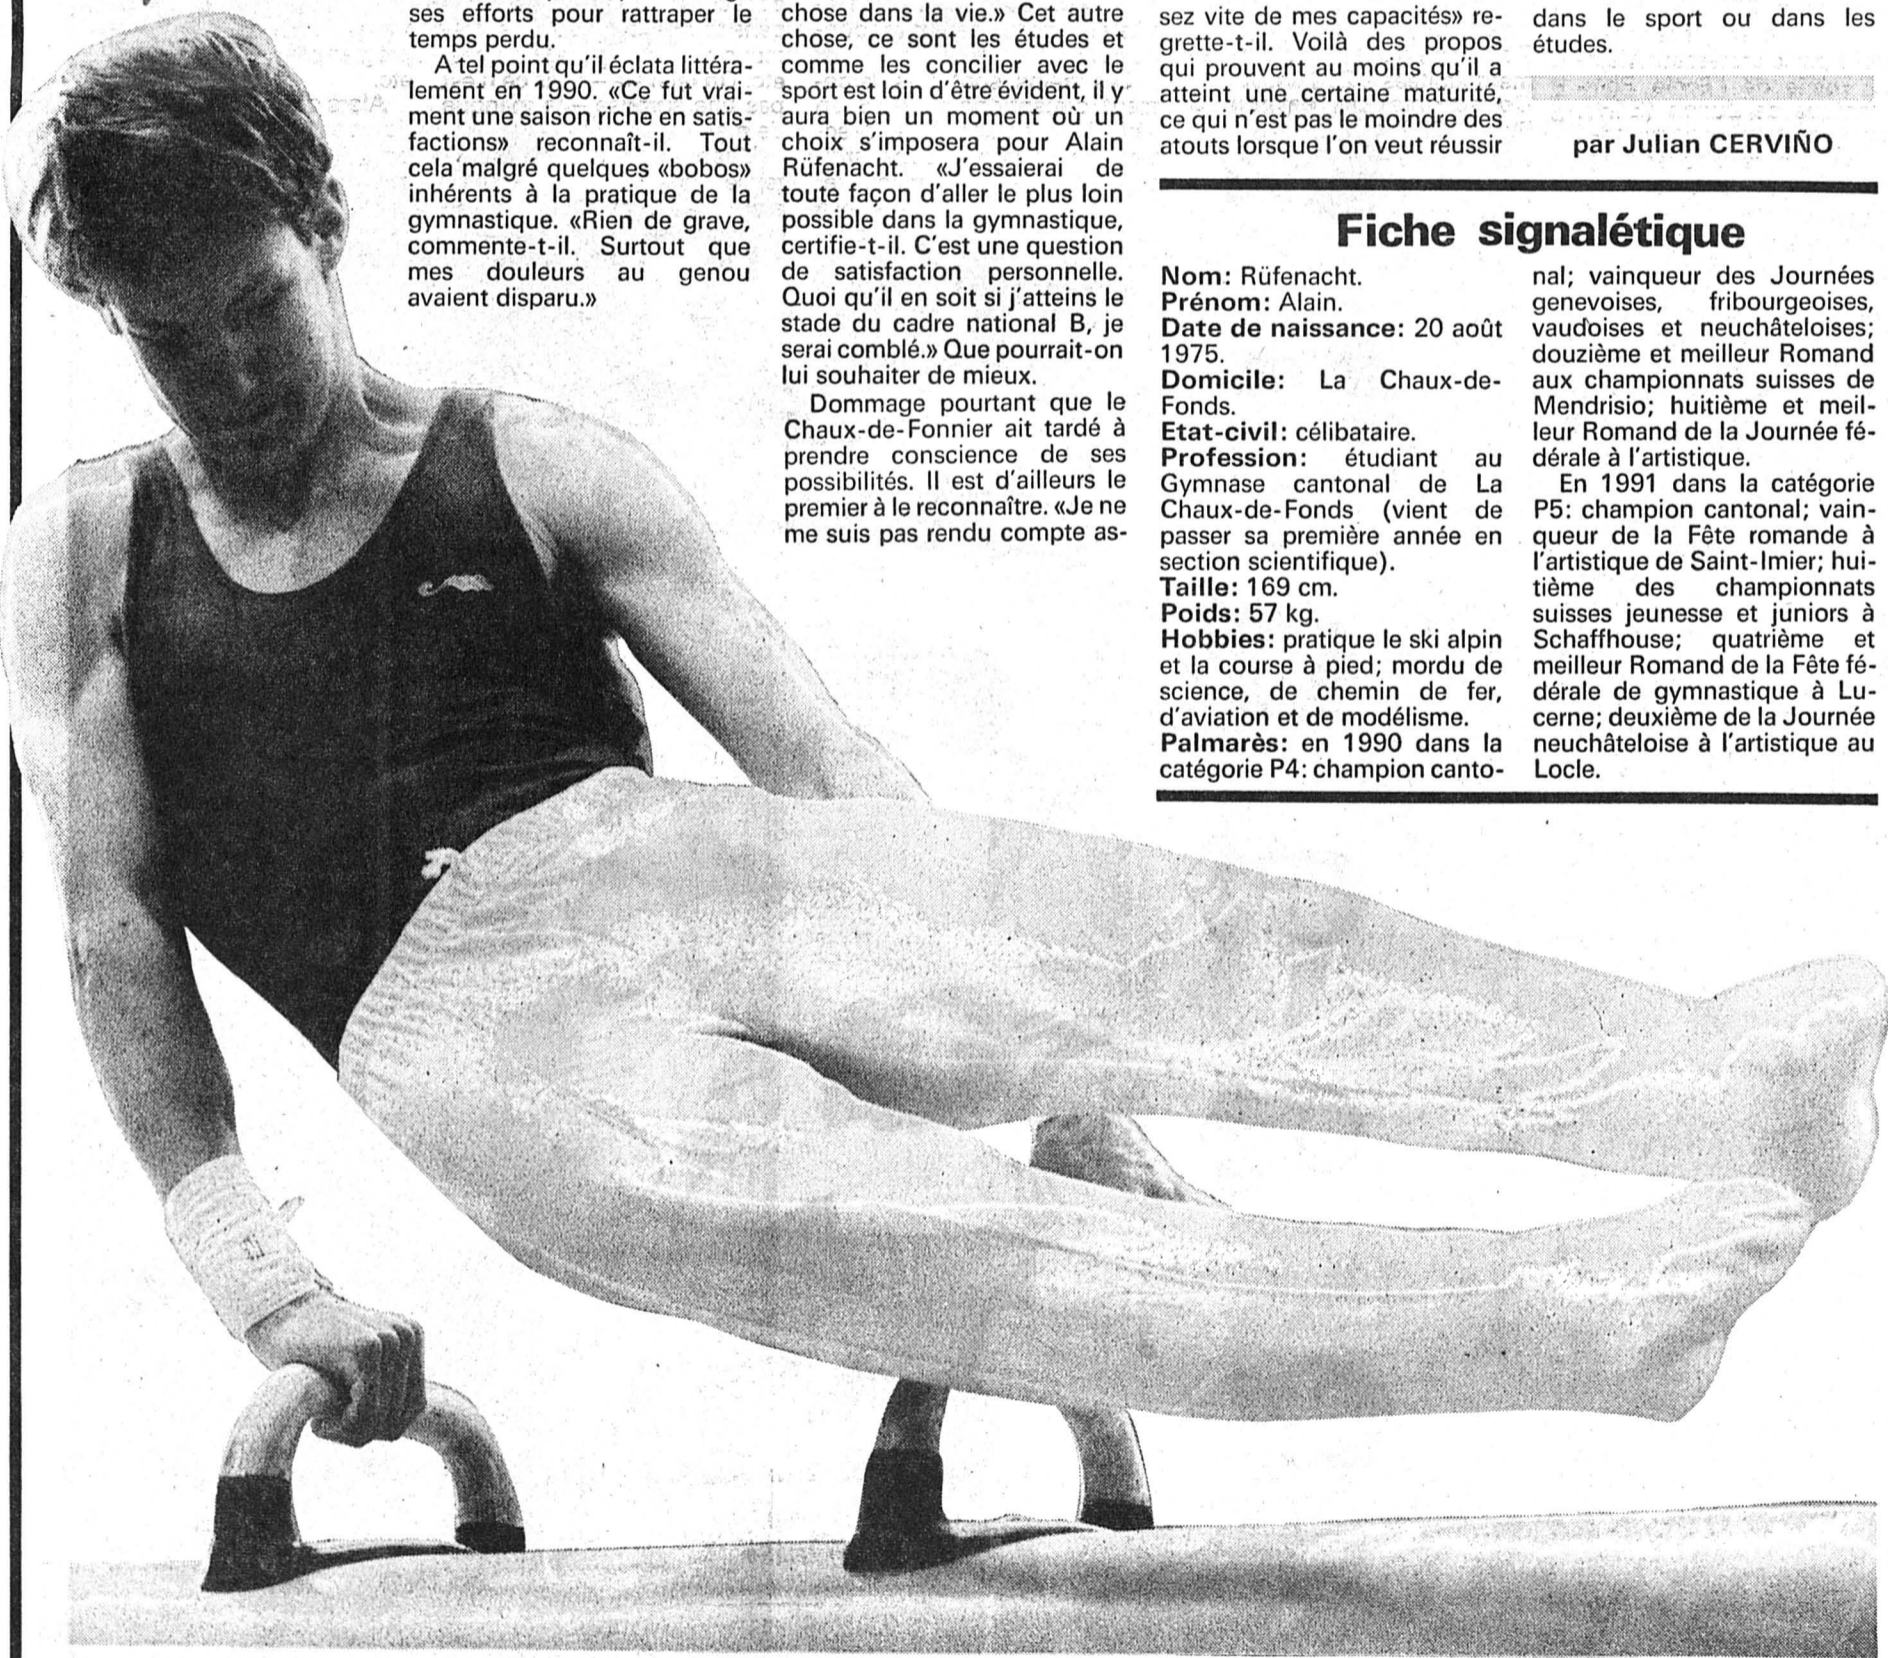 ses efforts pour rattraper le
temps perdu.
A tel point qu'il éclata littéra-
lement en 1990. «Ce fut vrai-
ment une saison riche en satis-
factions» reconnaît-il. Tout
cela malgré quelques «bobos»
inhérents à la pratique de la
gymnastique. «Rien de grave,
commente-t-il. Surtout que
mes douleurs au genou
avaient disparu.»
chose dans la vie.» Cet autre
chose, ce sont les études et
comme les concilier avec le
sport est loin d'être évident, il y
aura bien un moment où un
choix s'imposera pour Alain
Rüfenacht. «J'essaierai de
toute façon d'aller le plus loin
possible dans la gymnastique,
certifie-t-il. C'est une question
de satisfaction personnelle.
Quoi qu'il en soit si j'atteins le
stade du cadre national B, je
serai comblé.» Que pourrait-on
lui souhaiter de mieux.
Dommage pourtant que le
Chaux-de-Fonnier ait tardé à
prendre conscience de ses
possibilités. Il est d'ailleurs le
premier à le reconnaître. «Je ne
me suis pas rendu compte as-
sez vite de mes capacités» re-
grette-t-il. Voilà des propos
qui prouvent au moins qu'il a
atteint une certaine maturité,
ce qui n'est pas le moindre des
atouts lorsque l'on veut réussir
dans le sport ou dans les
études.
par Julian CERVIÑO
Fiche signalétique
Nom: Rüfenacht.
Prénom: Alain.
Date de naissance: 20 août
1975.
Domicile: La Chaux-de-
Fonds.
Etat-civil: célibataire.
Profession: étudiant au
Gymnase cantonal de La
Chaux-de-Fonds (vient de
passer sa première année en
section scientifique).
Taille: 169 cm.
Poids: 57 kg.
Hobbies: pratique le ski alpin
et la course à pied; mordu de
science, de chemin de fer,
d'aviation et de modélisme.
Palmarès: en 1990 dans la
catégorie P4: champion canto-
nal; vainqueur des Journées
genevoises, fribourgeoises,
vaudoises et neuchâteloises;
douzième et meilleur Romand
aux championnats suisses de
Mendrisio; huitième et meil-
leur Romand de la Journée fé-
dérale à l'artistique.
En 1991 dans la catégorie
P5: champion cantonal; vain-
queur de la Fête romande à
l'artistique de Saint-Imier; hui-
tième des championnats
suisses jeunesse et juniors à
Schaffhouse; quatrième et
meilleur Romand de la Fête fé-
dérale de gymnastique à Lu-
cerne; deuxième de la Journée
neuchâteloise à l'artistique au
Locle.